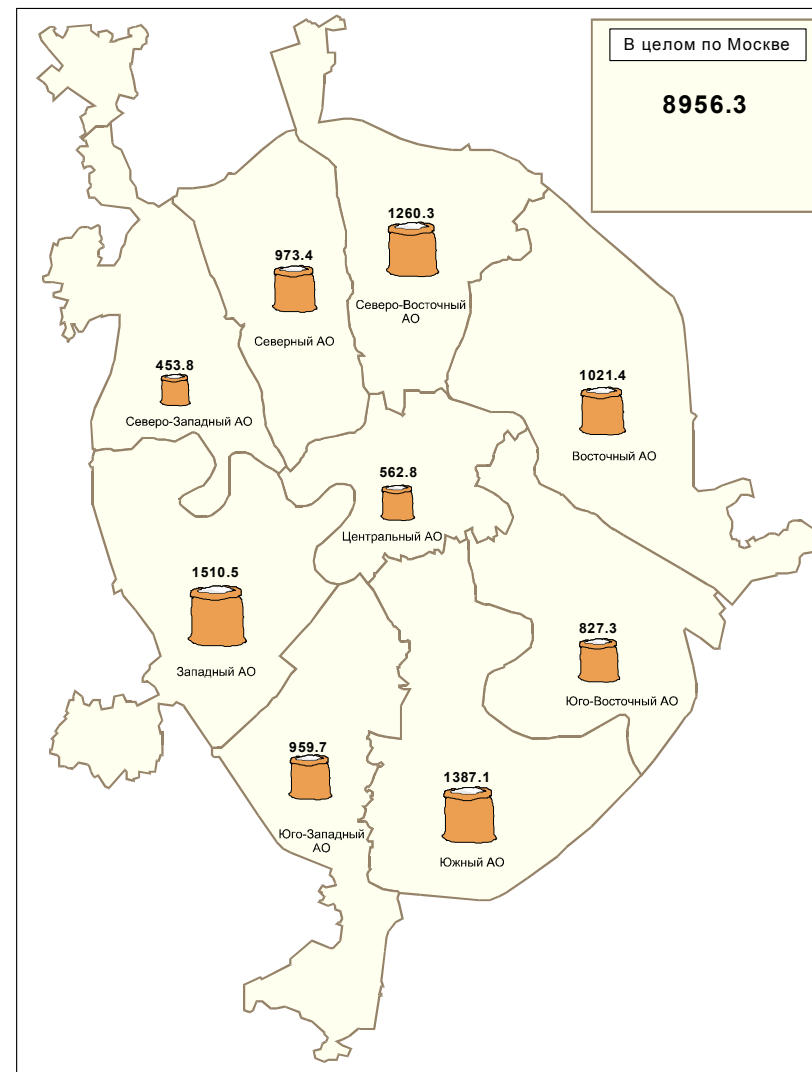 В целом по Москве
8956.3
1260.3
Северо-Восточный
АО
973.4
Северный АО
453.8
Северо-Западный АО
1021.4
Восточный АО
562.8
Центральный АО
1510.5
Западный АО
827.3
Юго-Восточный АО
959.7
Юго-Западный
АО
1387.1
Южный АО